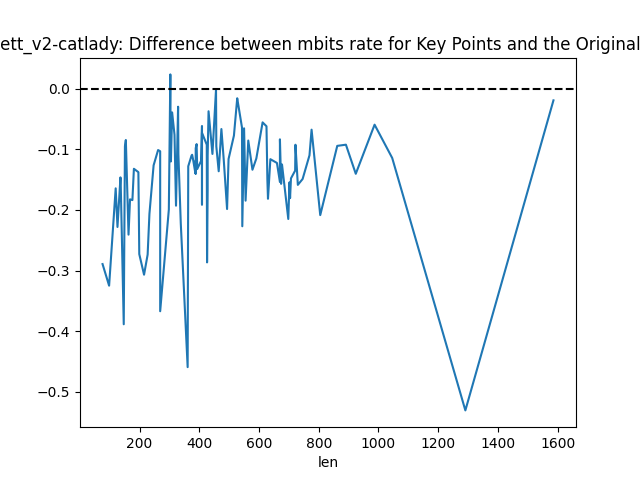 ett_v2-catlady: Difference between mbits rate for Key Points and the Original
0.0
−0.1
−0.2
−0.3
−0.4
−0.5
200 400 600 800 1000 1200 1400 1600
len